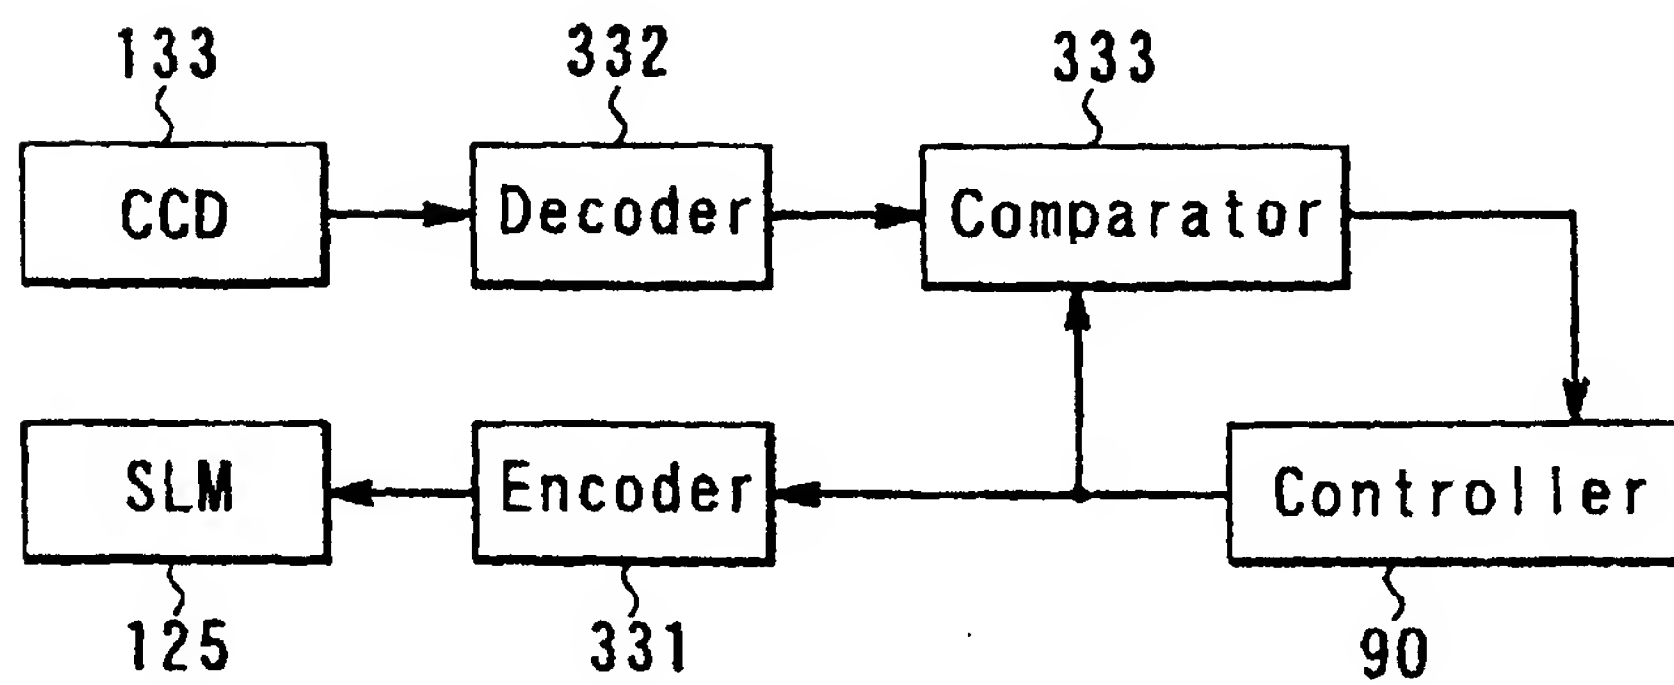 133 332 333
CCD Decoder Comparator
SLM Encoder Controller
125 331 90